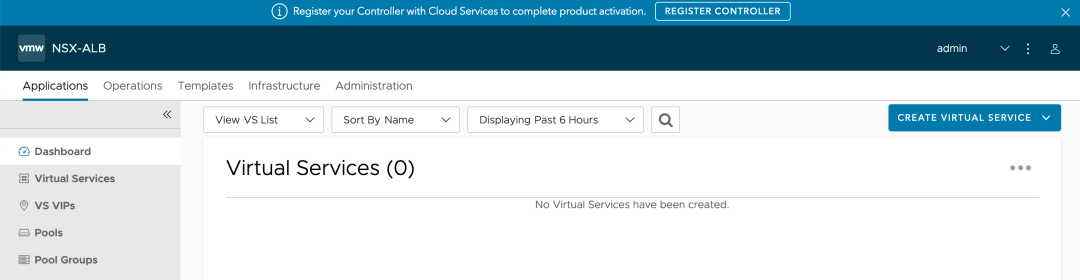 Register your Controller with Cloud Services to complete product activation. REGISTER CONTROLLER
vmw NSX-ALB admin
Applications Operations Templates Infrastructure Administration
View VS List Sort By Name Displaying Past 6 Hours CREATE VIRTUAL SERVICE
Dashboard
Virtual Services
VS VIPs
Pools
Pool Groups
Virtual Services (0)
No Virtual Services have been created.